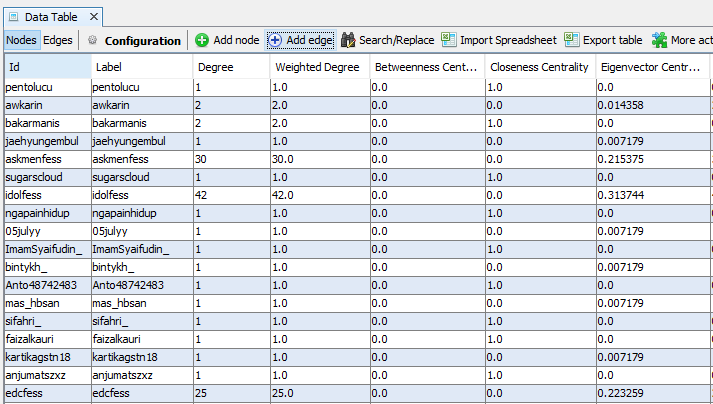 Data Table
Nodes Edges Configuration Add node Add edge Search/Replace Import Spreadsheet Export table More act
Id Label Degree Weighted Degree Betweenness Cent... Closeness Centrality Eigenvector Centr...
pentolucu pentolucu 1 1.0 0.0 1.0 0.0
awkarin awkarin 2 2.0 0.0 0.0 0.014358
bakarmanis bakarmanis 2 2.0 0.0 1.0 0.0
jaehyungembul jaehyungembul 1 1.0 0.0 0.0 0.007179
askmenfess askmenfess 30 30.0 0.0 0.0 0.215375
sugarscloud sugarscloud 1 1.0 0.0 1.0 0.0
idolfess idolfess 42 42.0 0.0 0.0 0.313744
ngapainhidup ngapainhidup 1 1.0 0.0 1.0 0.0
05julyy 05julyy 1 1.0 0.0 0.0 0.007179
ImamSyaifudin_ ImamSyaifudin_ 1 1.0 0.0 1.0 0.0
bintykh_ bintykh_ 1 1.0 0.0 0.0 0.007179
Anto48742483 Anto48742483 1 1.0 0.0 1.0 0.0
mas_hbsan mas_hbsan 1 1.0 0.0 0.0 0.007179
sifahri_ sifahri_ 1 1.0 0.0 1.0 0.0
faizalkauri faizalkauri 1 1.0 0.0 1.0 0.0
kartikagstn18 kartikagstn18 1 1.0 0.0 0.0 0.007179
anjumatszxz anjumatszxz 1 1.0 0.0 1.0 0.0
edcfess edcfess 25 25.0 0.0 0.0 0.223259